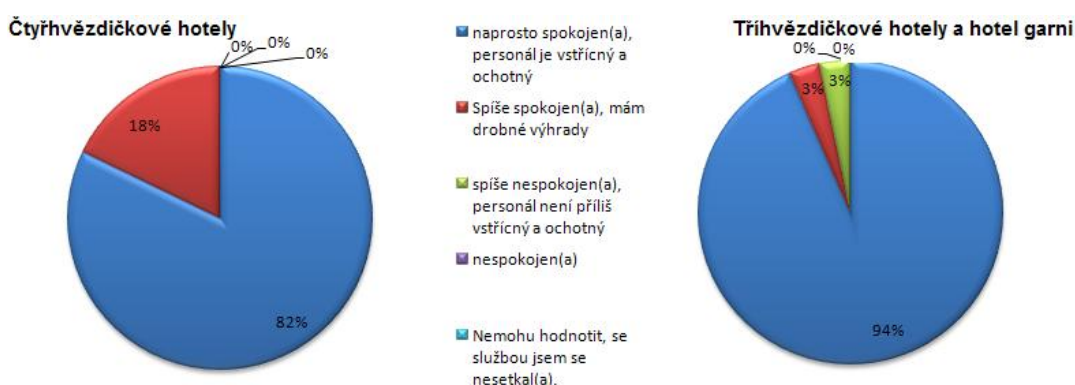 Čtyřhvězdičkové hotely
0%
0%
0%
18%
82%
naprosto spokojen(a),
personál je vstřícný a
ochotný
Spíše spokojen(a), mám
drobné výhrady
spíše nespokojen(a),
personál není příliš
vstřícný a ochotný
nespokojen(a)
Nemohu hodnotit, se
službou jsem se
nesetkal(a).
Tříhvězdičkové hotely a hotel garni
0%
0%
3%
3%
94%